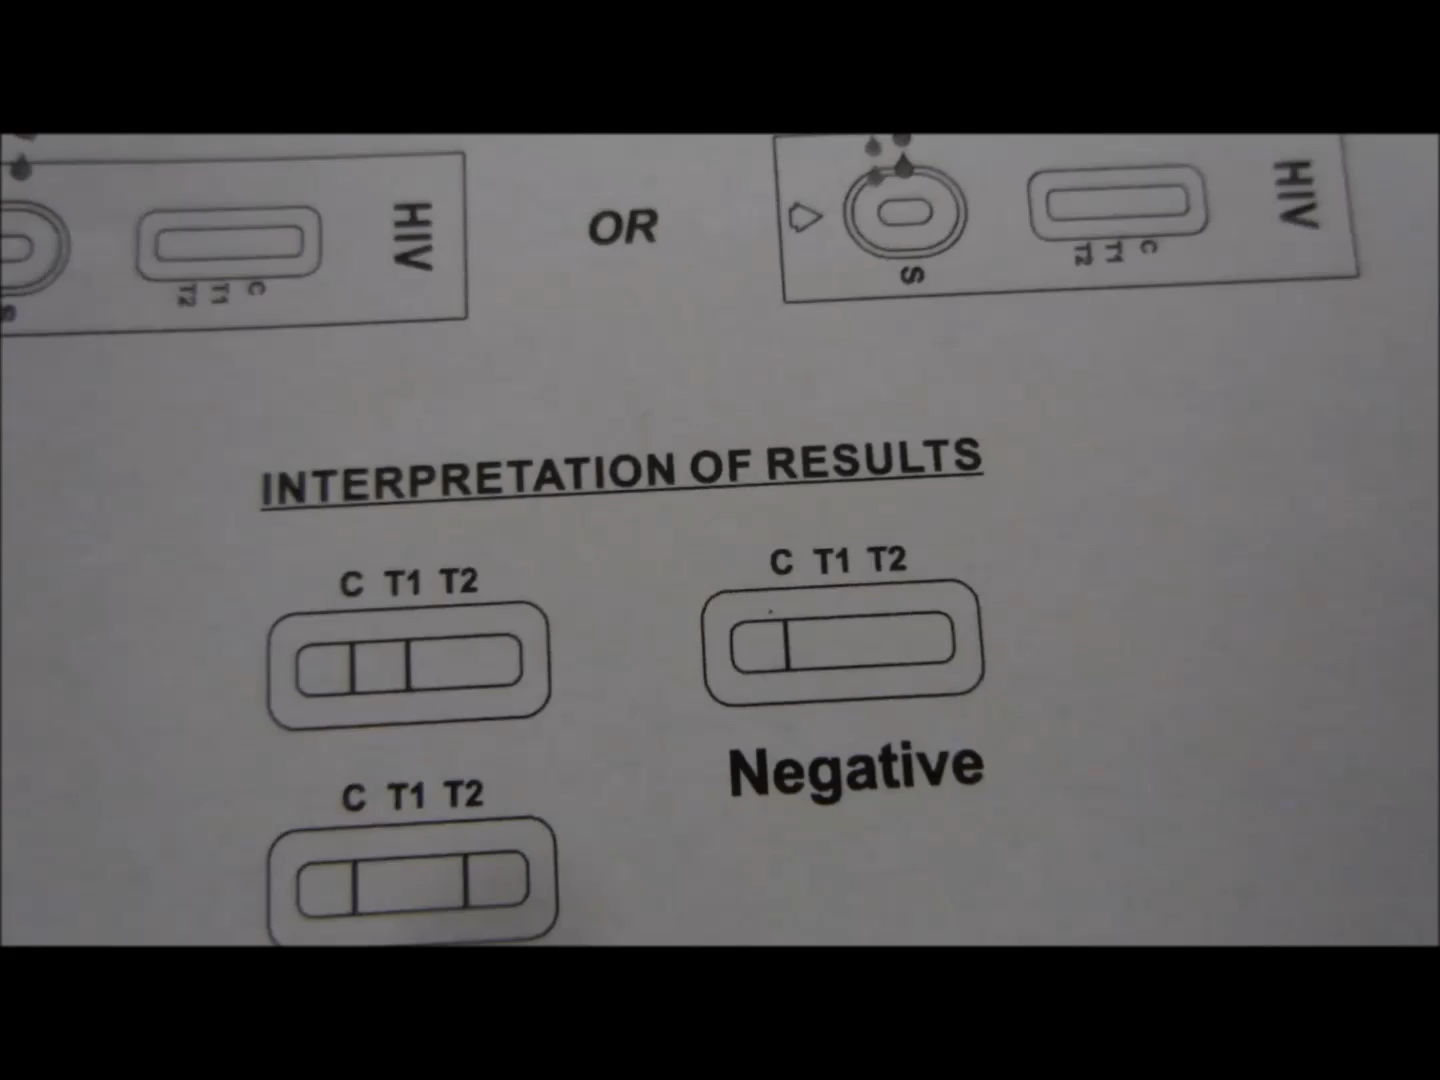 HIV
C
T1
T2
S
OR
HIV
C
T1
T2
S
INTERPRETATION OF RESULTS
C T1 T2
C T1 T2
Negative
C T1 T2